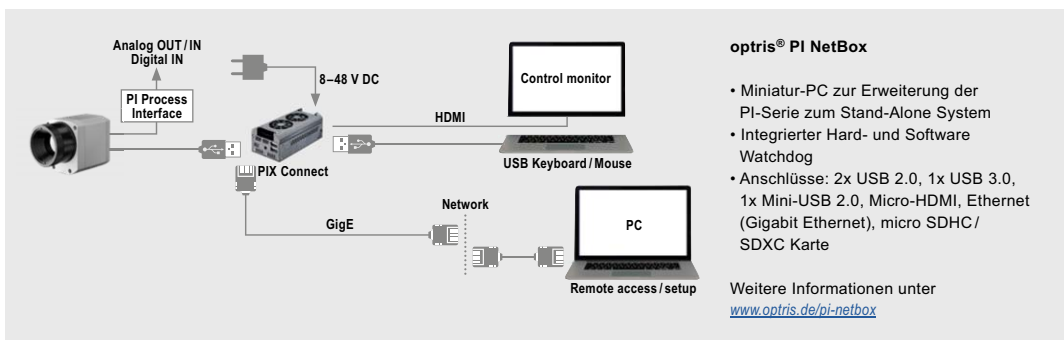 Analog OUT / IN
Digital IN
PI Process
Interface
8–48 V DC
HDMI
Control monitor
USB Keyboard / Mouse
PIX Connect
GigE
Network
PC
Remote access / setup
optris® PI NetBox
• Miniatur-PC zur Erweiterung der
PI-Serie zum Stand-Alone System
• Integrierter Hard- und Software
Watchdog
• Anschlüsse: 2x USB 2.0, 1x USB 3.0,
1x Mini-USB 2.0, Micro-HDMI, Ethernet
(Gigabit Ethernet), micro SDHC /
SDXC Karte
Weitere Informationen unter
www.optris.de/pi-netbox